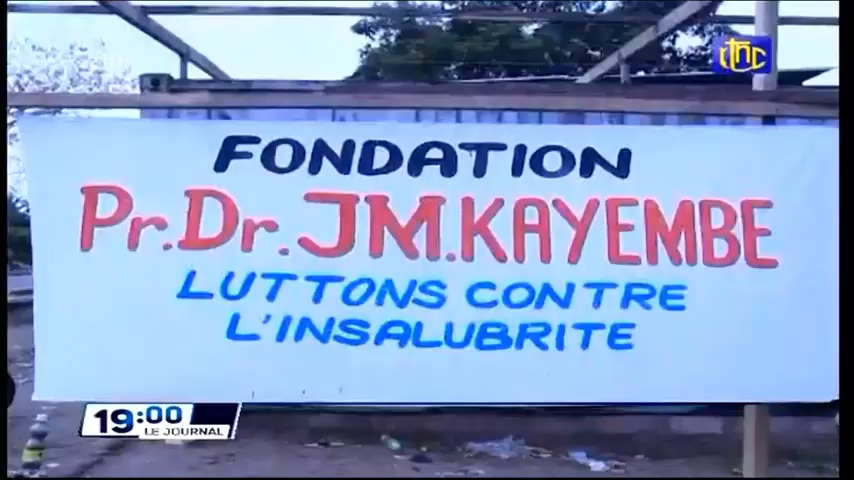 rtnc
FONDATION
Pr.Dr.JM.KAYEMBE
LUTTONS CONTRE
L'INSALUBRITE
19:00
LE JOURNAL